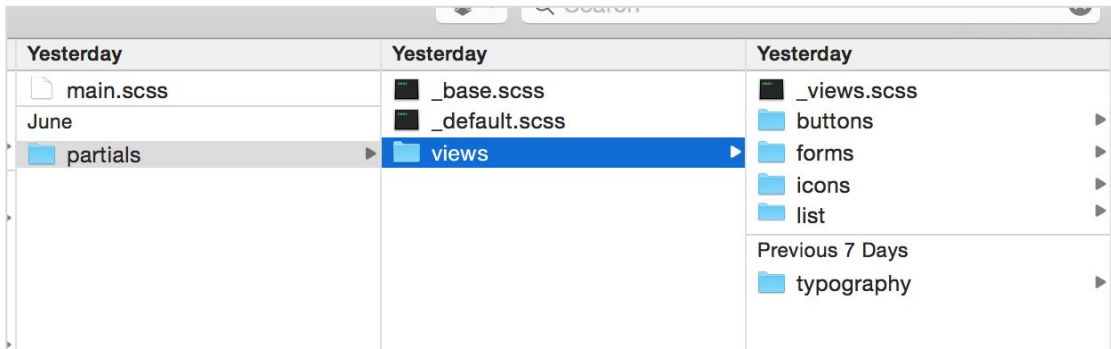 Search
Yesterday
main.scss
June
partials
Yesterday
_base.scss
_default.scss
views
Yesterday
_views.scss
buttons
forms
icons
list
Previous 7 Days
typography